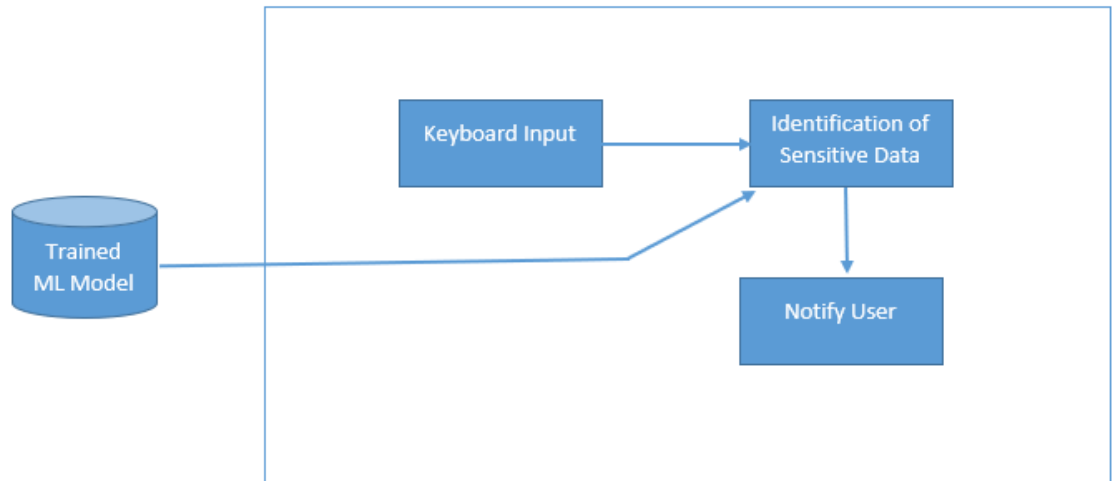 Keyboard Input
Identification of
Sensitive Data
Trained
ML Model
Notify User